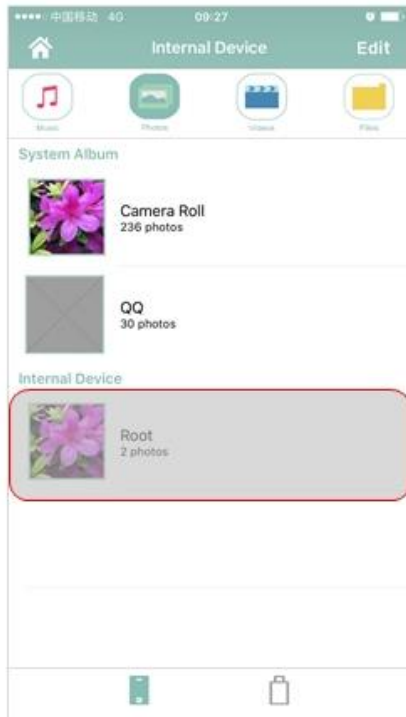 中国移动 4G 09:27
Internal Device Edit
Music Photos Videos Files
System Album
Camera Roll
236 photos
QQ
30 photos
Internal Device
Root
2 photos